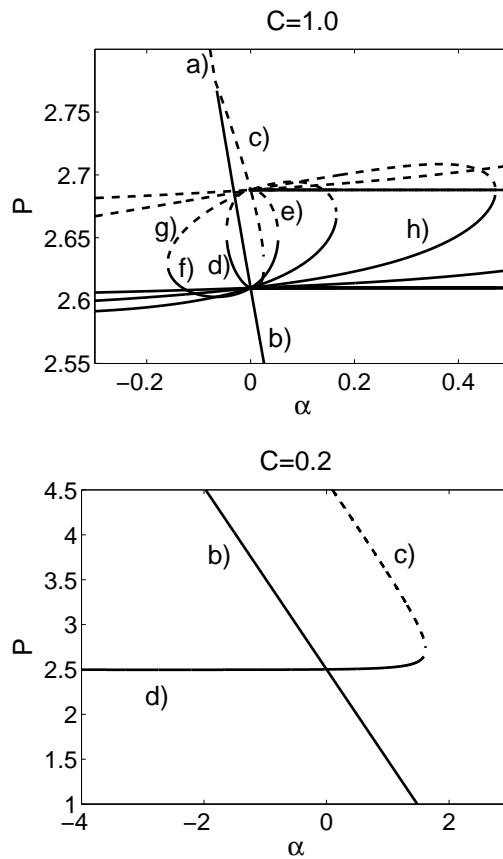 C=1.0
a)
2.75
c)
P
2.7
g)
e)
2.65
f)
d)
h)
2.6
b)
2.55
−0.2
0
0.2
0.4
α
C=0.2
4.5
b)
c)
4
3.5
P
3
2.5
d)
2
1.5
1
−4
−2
0
2
α